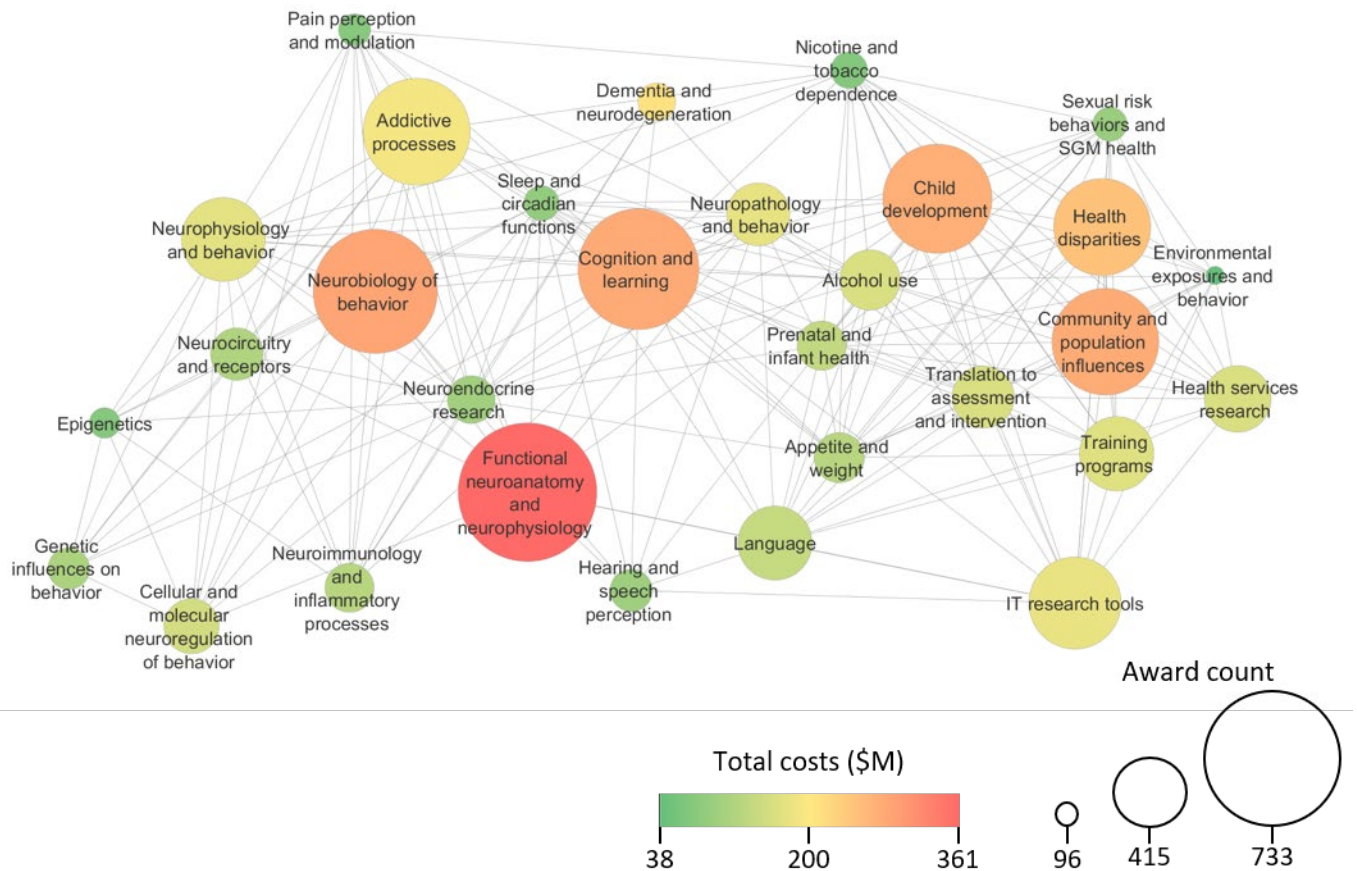 Pain perception
and modulation
Nicotine and
tobacco
dependence
Dementia and
neurodegeneration
Sexual risk
behaviors and
SGM health
Addictive
processes
Sleep and
circadian
functions
Child
development
Neuropathology
and behavior
Health
disparities
Neurophysiology
and behavior
Environmental
exposures and
behavior
Cognition and
learning
Neurobiology of
behavior
Alcohol use
Community and
population
influences
Prenatal and
infant health
Neurocircuitry
and receptors
Translation to
assessment
and intervention
Health services
research
Neuroendocrine
research
Epigenetics
Training
programs
Appetite and
weight
Functional
neuroanatomy
and
neurophysiology
Language
Genetic
influences on
behavior
Neuroimmunology
and
inflammatory
processes
Hearing and
speech
perception
Cellular and
molecular
neuroregulation
of behavior
IT research tools
Award count
96
415
733
Total costs ($M)
38
200
361